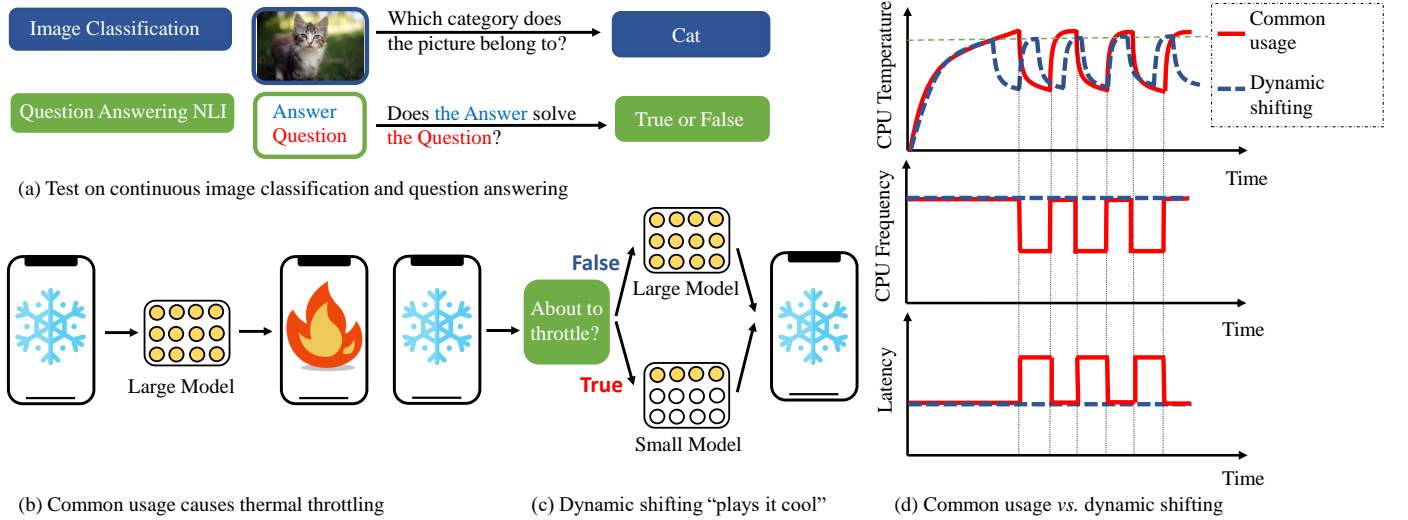 Image Classification
Which category does
the picture belong to?
Cat
Question Answering NLI
Answer
Question
Does the Answer solve
the Question?
True or False
(a) Test on continuous image classification and question answering
Large Model
(b) Common usage causes thermal throttling
About to
throttle?
False
True
Large Model
Small Model
(c) Dynamic shifting “plays it cool”
CPU Temperature
Time
Common
usage
Dynamic
shifting
CPU Frequency
Time
Latency
Time
(d) Common usage vs. dynamic shifting